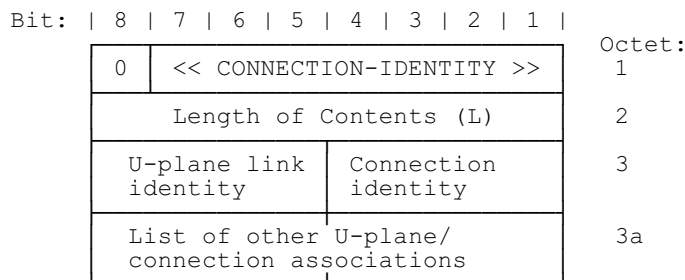 Bit: | 8 | 7 | 6 | 5 | 4 | 3 | 2 | 1 |
Octet:
0 << CONNECTION-IDENTITY >> 1
Length of Contents (L) 2
U-plane link Connection 3
identity identity
List of other U-plane/ 3a
connection associations